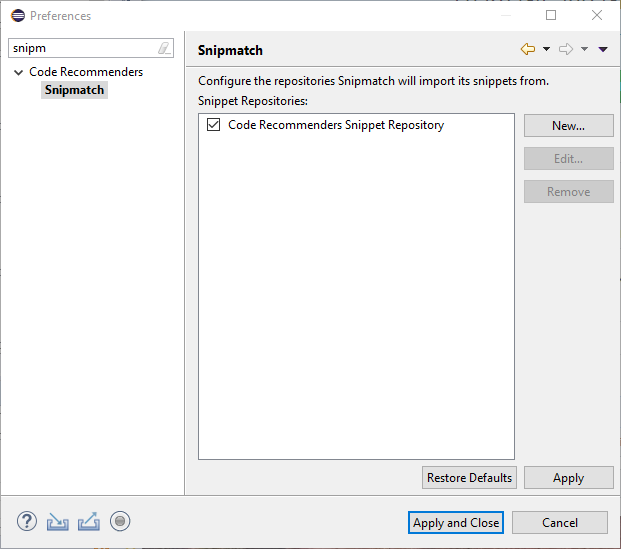 Preferences
snipm
Code Recommenders
Snipmatch
Snipmatch
Configure the repositories Snipmatch will import its snippets from.
Snippet Repositories:
Code Recommenders Snippet Repository
New...
Edit...
Remove
Restore Defaults
Apply
?
Apply and Close
Cancel